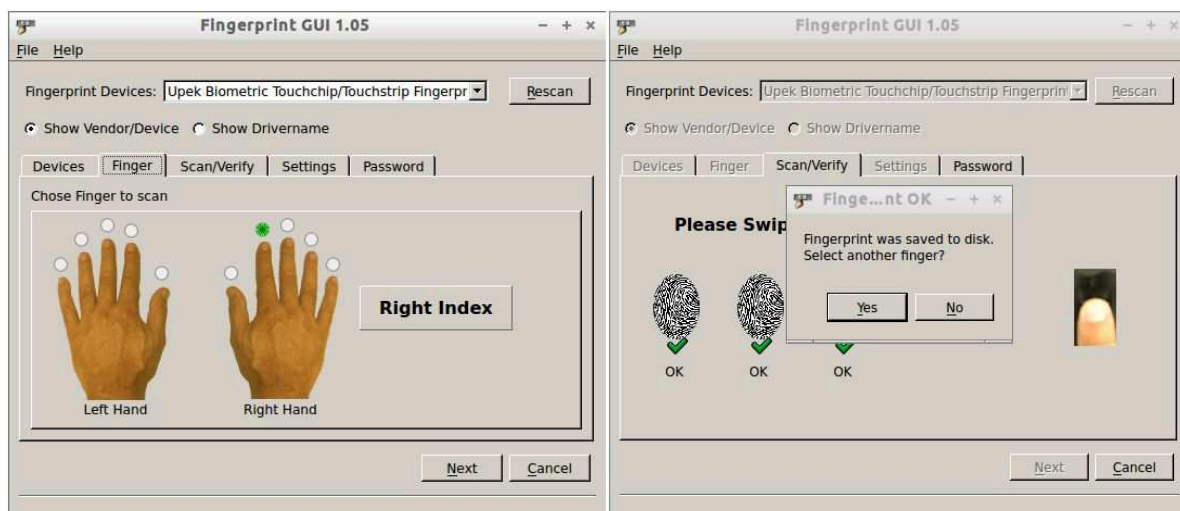 Fingerprint GUI 1.05
File Help
Fingerprint Devices: Upek Biometric Touchchip/Touchstrip Fingerpr Rescan
Show Vendor/Device Show Drivername
Devices Finger Scan/Verify Settings Password
Chose Finger to scan
Right Index
Left Hand Right Hand
Next Cancel
Fingerprint GUI 1.05
File Help
Fingerprint Devices: Upek Biometric Touchchip/Touchstrip Fingerprin Rescan
Show Vendor/Device Show Drivername
Devices Finger Scan/Verify Settings Password
Please Swip
Finge...nt OK
Fingerprint was saved to disk.
Select another finger?
Yes No
OK OK OK
Next Cancel